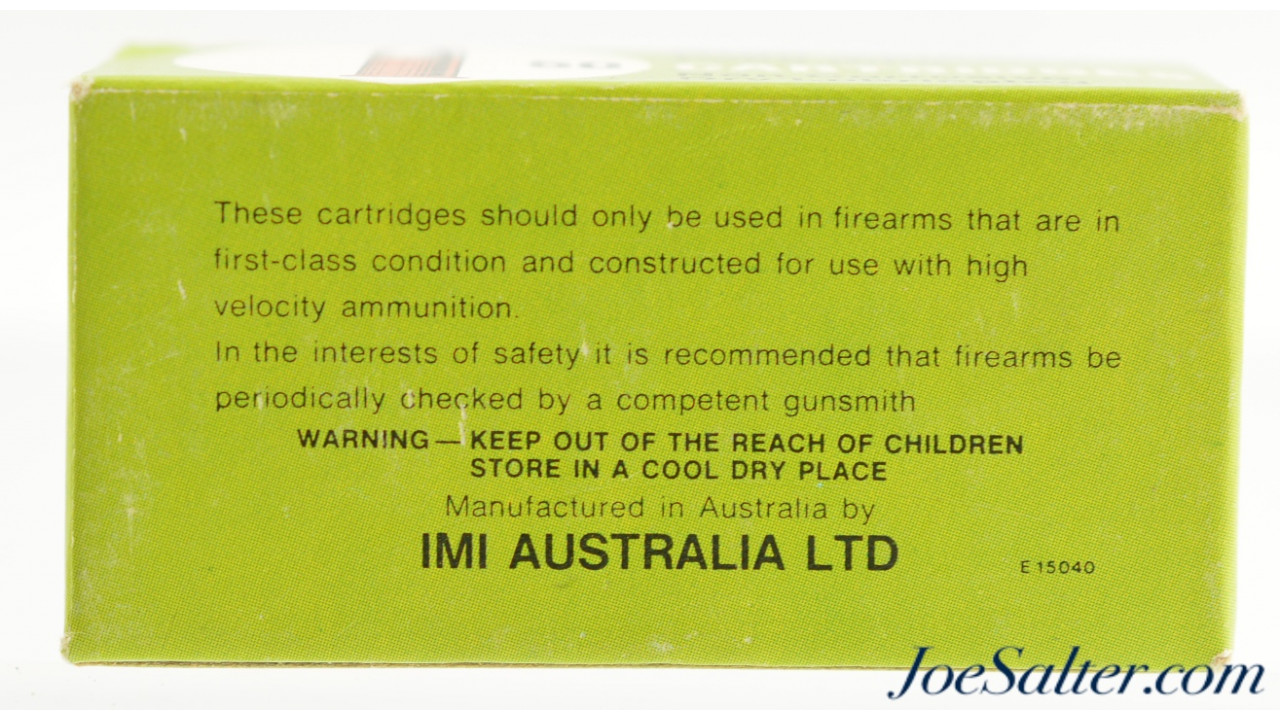 50 CARTRIDGES
These cartridges should only be used in firearms that are in
first-class condition and constructed for use with high
velocity ammunition.
In the interests of safety it is recommended that firearms be
periodically checked by a competent gunsmith
WARNING — KEEP OUT OF THE REACH OF CHILDREN
STORE IN A COOL DRY PLACE
Manufactured in Australia by
IMI AUSTRALIA LTD
E 15040
JoeSalter.com